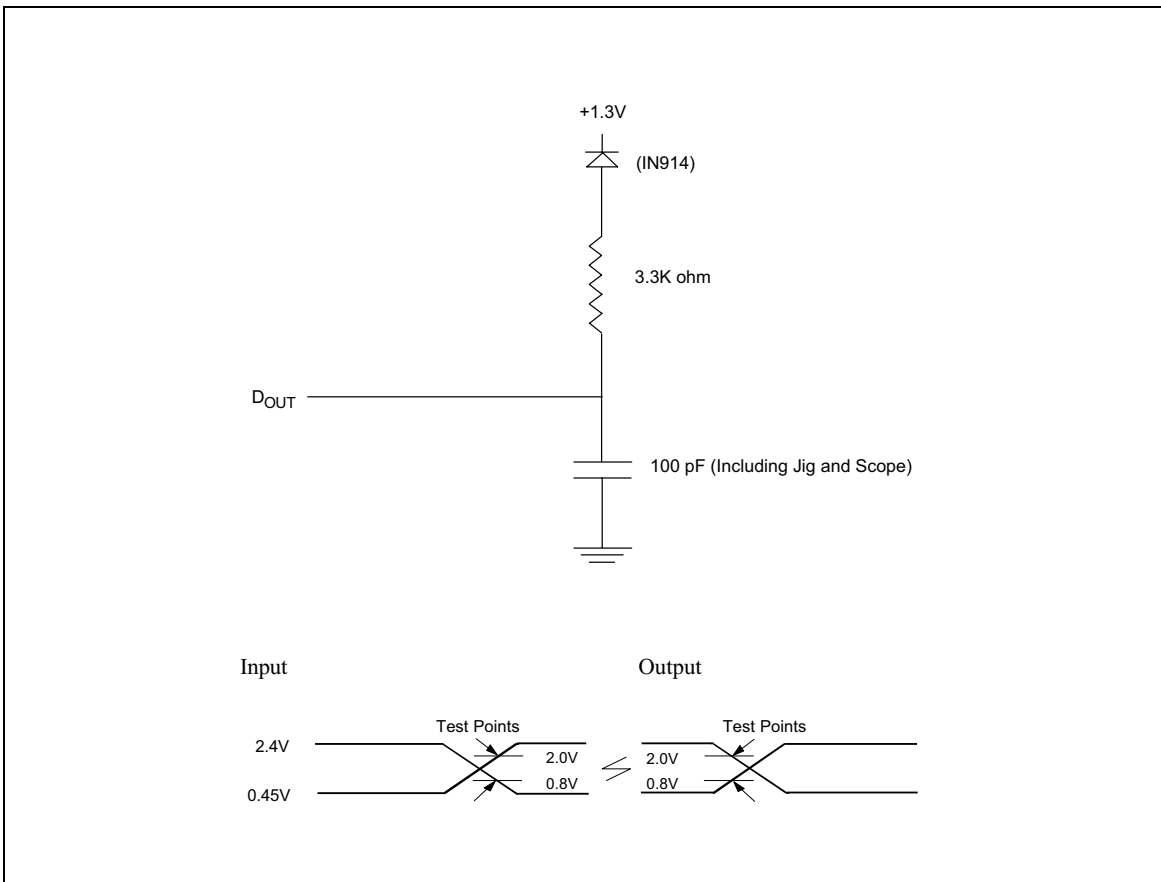 +1.3V
(IN914)
3.3K ohm
DOUT
100 pF (Including Jig and Scope)
Input Output
Test Points Test Points
2.4V 2.0V 2.0V
0.45V 0.8V 0.8V